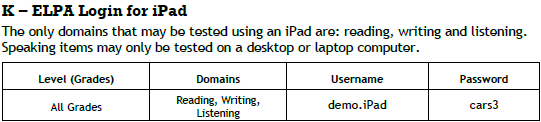 K – ELPA Login for iPad
The only domains that may be tested using an iPad are: reading, writing and listening.
Speaking items may only be tested on a desktop or laptop computer.
Level (Grades) Domains Username Password
All Grades Reading, Writing, Listening demo.iPad cars3